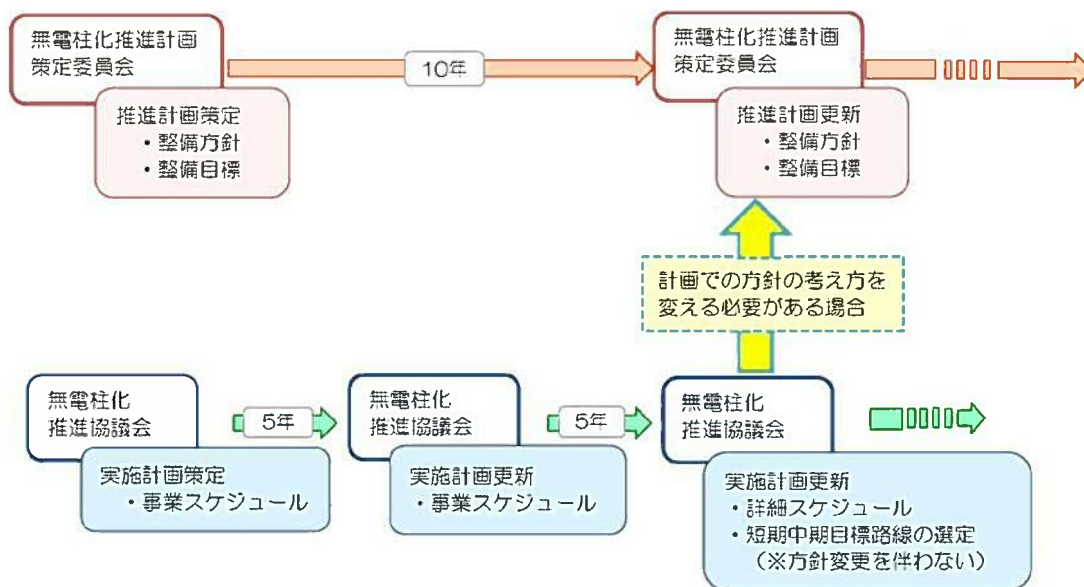 無電柱化推進計画
策定委員会
推進計画策定
・整備方針
・整備目標
10年
無電柱化推進計画
策定委員会
推進計画更新
・整備方針
・整備目標
計画での方針の考え方を
変える必要がある場合
無電柱化
推進協議会
実施計画策定
・事業スケジュール
5年
無電柱化
推進協議会
実施計画更新
・事業スケジュール
5年
無電柱化
推進協議会
実施計画更新
・詳細スケジュール
・短期中期目標路線の選定
（※方針変更を伴わない）